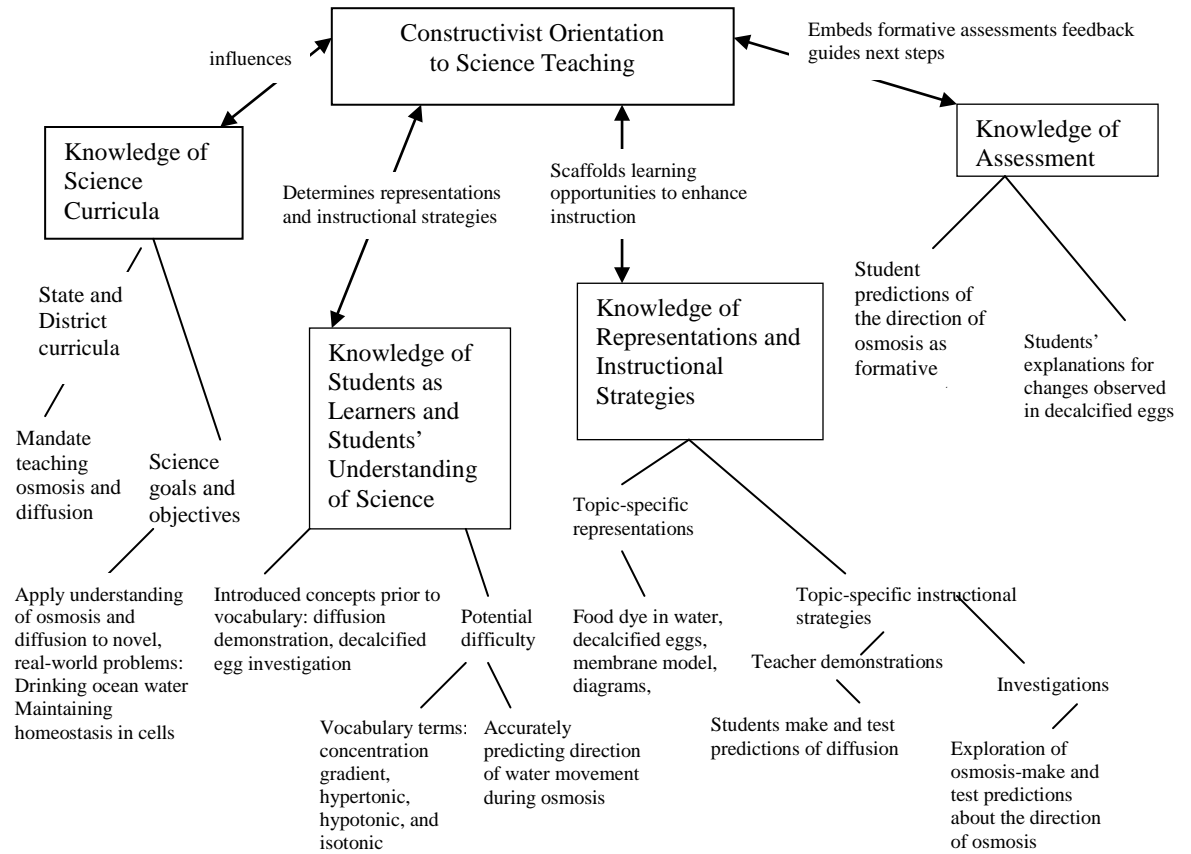 Constructivist Orientation
to Science Teaching
influences
Embeds formative assessments feedback
guides next steps
Knowledge of
Science
Curricula
Determines representations
and instructional strategies
Scaffolds learning
opportunities to enhance
instruction
Knowledge of
Assessment
State and
District
curricula
Mandate
teaching
osmosis and
diffusion
Science
goals and
objectives
Apply understanding
of osmosis and
diffusion to novel,
real-world problems:
Drinking ocean water
Maintaining
homeostasis in cells
Knowledge of
Students as
Learners and
Students’
Understanding
of Science
Introduced concepts prior to
vocabulary: diffusion
demonstration, decalcified
egg investigation
Potential
difficulty
Vocabulary terms:
concentration
gradient,
hypertonic,
hypotonic, and
isotonic
Accurately
predicting direction
of water movement
during osmosis
Knowledge of
Representations and
Instructional
Strategies
Topic-specific
representations
Food dye in water,
decalcified eggs,
membrane model,
diagrams,
Topic-specific instructional
strategies
Teacher demonstrations
Students make and test
predictions of diffusion
Investigations
Exploration of
osmosis-make and
test predictions
about the direction
of osmosis
Student
predictions of
the direction of
osmosis as
formative
Students’
explanations for
changes observed
in decalcified eggs